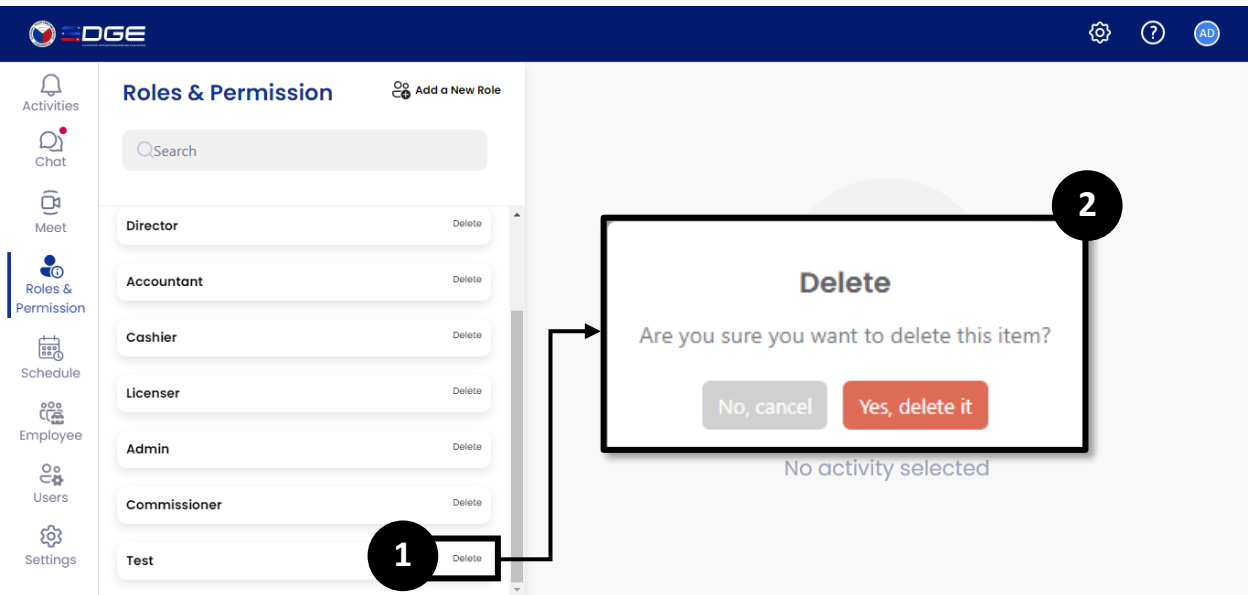 EDGE
AD
Activities
Chat
Meet
Roles &
Permission
Schedule
Employee
Users
Settings
Roles & Permission
Add a New Role
Search
Director Delete
Accountant Delete
Cashier Delete
Licenser Delete
Admin Delete
Commissioner Delete
Test 1 Delete
2
Delete
Are you sure you want to delete this item?
No, cancel Yes, delete it
No activity selected